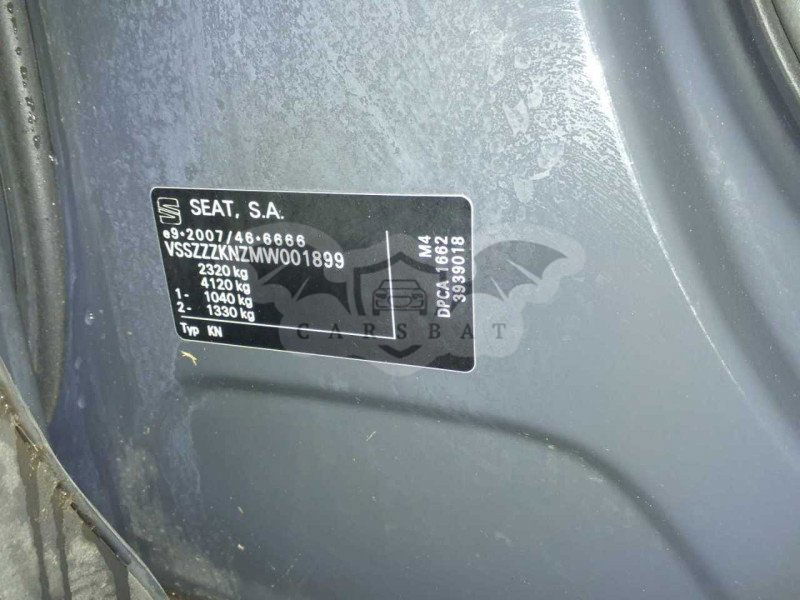 SEAT, S.A.
e9*2007/46*6666
VSSZZZKNZMW001899
2320 kg
4120 kg
1- 1040 kg
2- 1330 kg
Typ KN
M4
DPCA 1662
3939018
CARSBAT